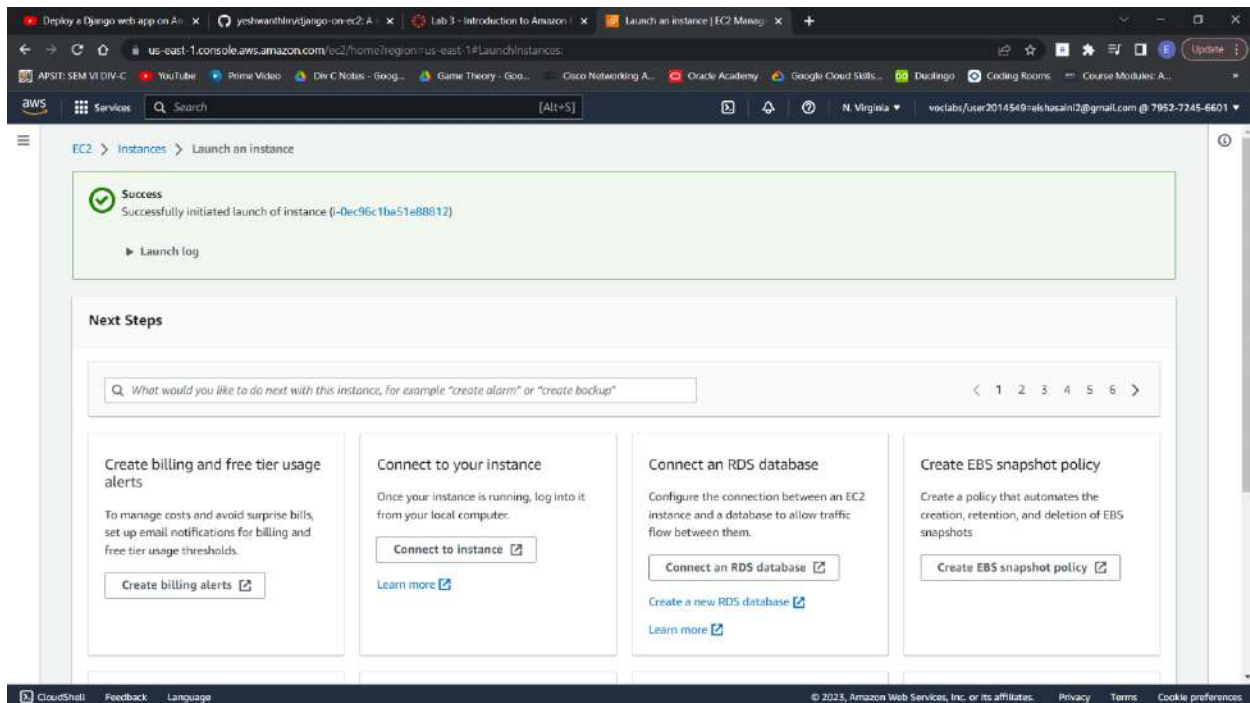 Deploy a Django web app on Am
yeshwanthlm/django-on-ec2: A
Lab 3 - Introduction to Amazon
Launch an instance | EC2 Manag
us-east-1.console.aws.amazon.com/ec2/home?region=us-east-1#LaunchInstances:
Update
APSIT: SEM VI DIV-C
YouTube
Prime Video
Div C Notes - Goog...
Game Theory - Goo...
Cisco Networking A...
Oracle Academy
Google Cloud Skills...
Duolingo
Coding Rooms
Course Modules: A...
aws
Services
Search
[Alt+S]
N. Virginia
voclabs/user2014549=eishasaini2@gmail.com @ 7952-7245-6601
EC2 > Instances > Launch an instance
Success
Successfully initiated launch of instance (i-0ec96c1ba51e88812)
Launch log
Next Steps
What would you like to do next with this instance, for example "create alarm" or "create backup"
< 1 2 3 4 5 6 >
Create billing and free tier usage
alerts
To manage costs and avoid surprise bills,
set up email notifications for billing and
free tier usage thresholds.
Create billing alerts
Connect to your instance
Once your instance is running, log into it
from your local computer.
Connect to instance
Learn more
Connect an RDS database
Configure the connection between an EC2
instance and a database to allow traffic
flow between them.
Connect an RDS database
Create a new RDS database
Learn more
Create EBS snapshot policy
Create a policy that automates the
creation, retention, and deletion of EBS
snapshots
Create EBS snapshot policy
CloudShell
Feedback
Language
© 2023, Amazon Web Services, Inc. or its affiliates.
Privacy
Terms
Cookie preferences